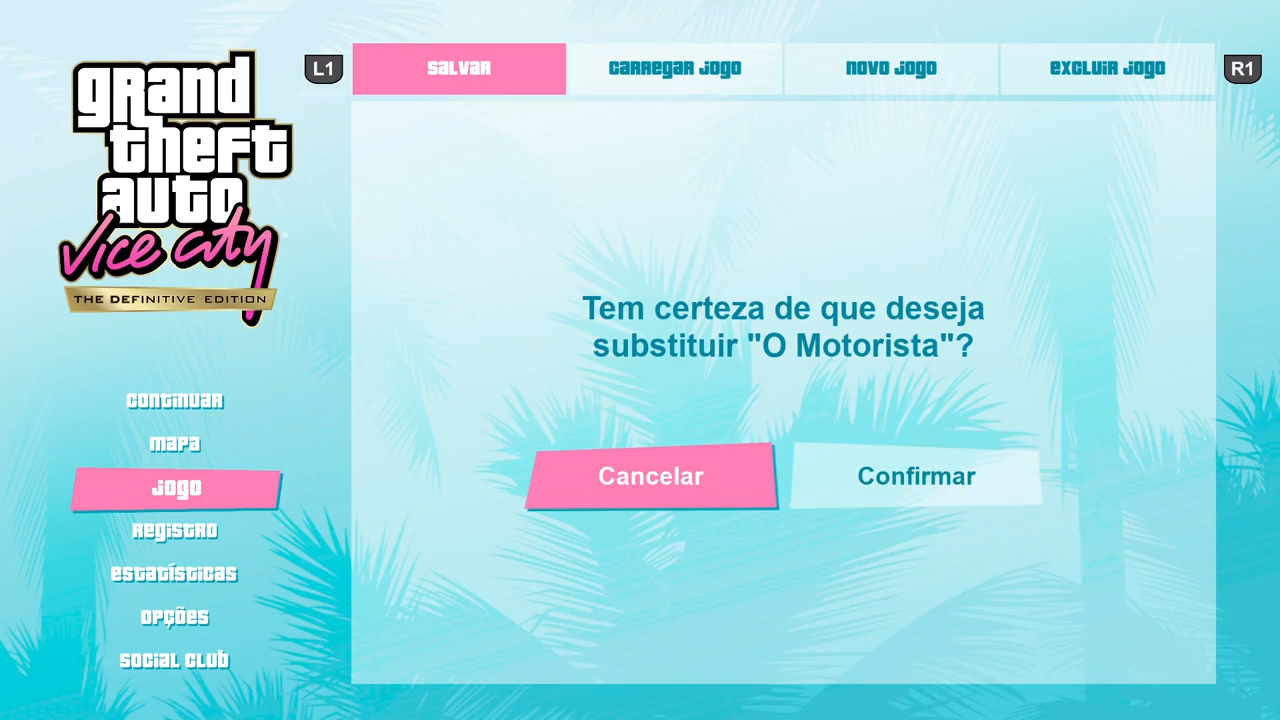 grand
theft
auto
vice city
THE DEFINITIVE EDITION
continuar
mapa
jogo
registro
estatísticas
opções
social club
L1
salvar
carregar jogo
novo jogo
excluir jogo
R1
Tem certeza de que deseja
substituir "O Motorista"?
Cancelar
Confirmar